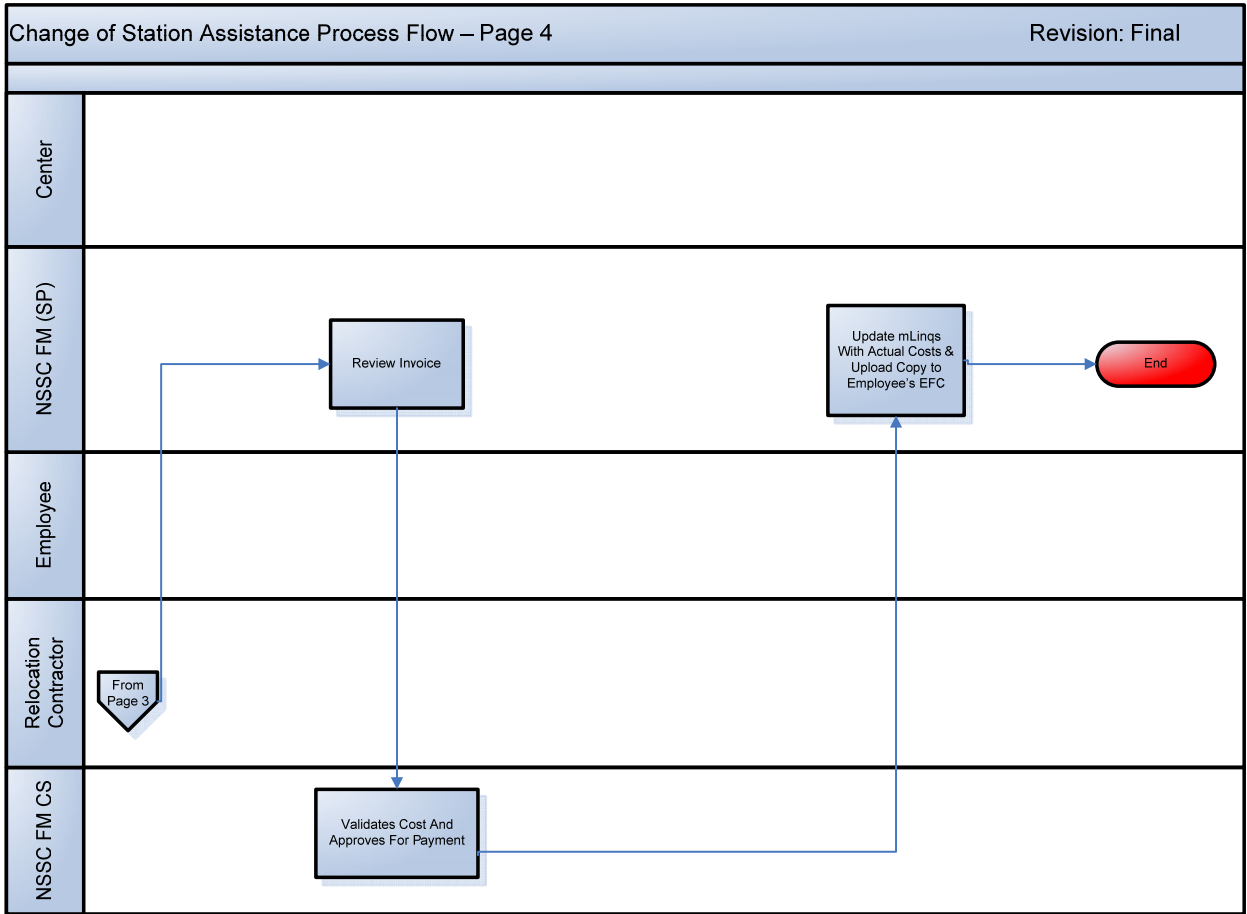 Change of Station Assistance Process Flow – Page 4
Revision: Final
Center
NSSC FM (SP)
Review Invoice
Update mLinqs
With Actual Costs &
Upload Copy to
Employee's EFC
End
Employee
Relocation
Contractor
From
Page 3
NSSC FM CS
Validates Cost And
Approves For Payment